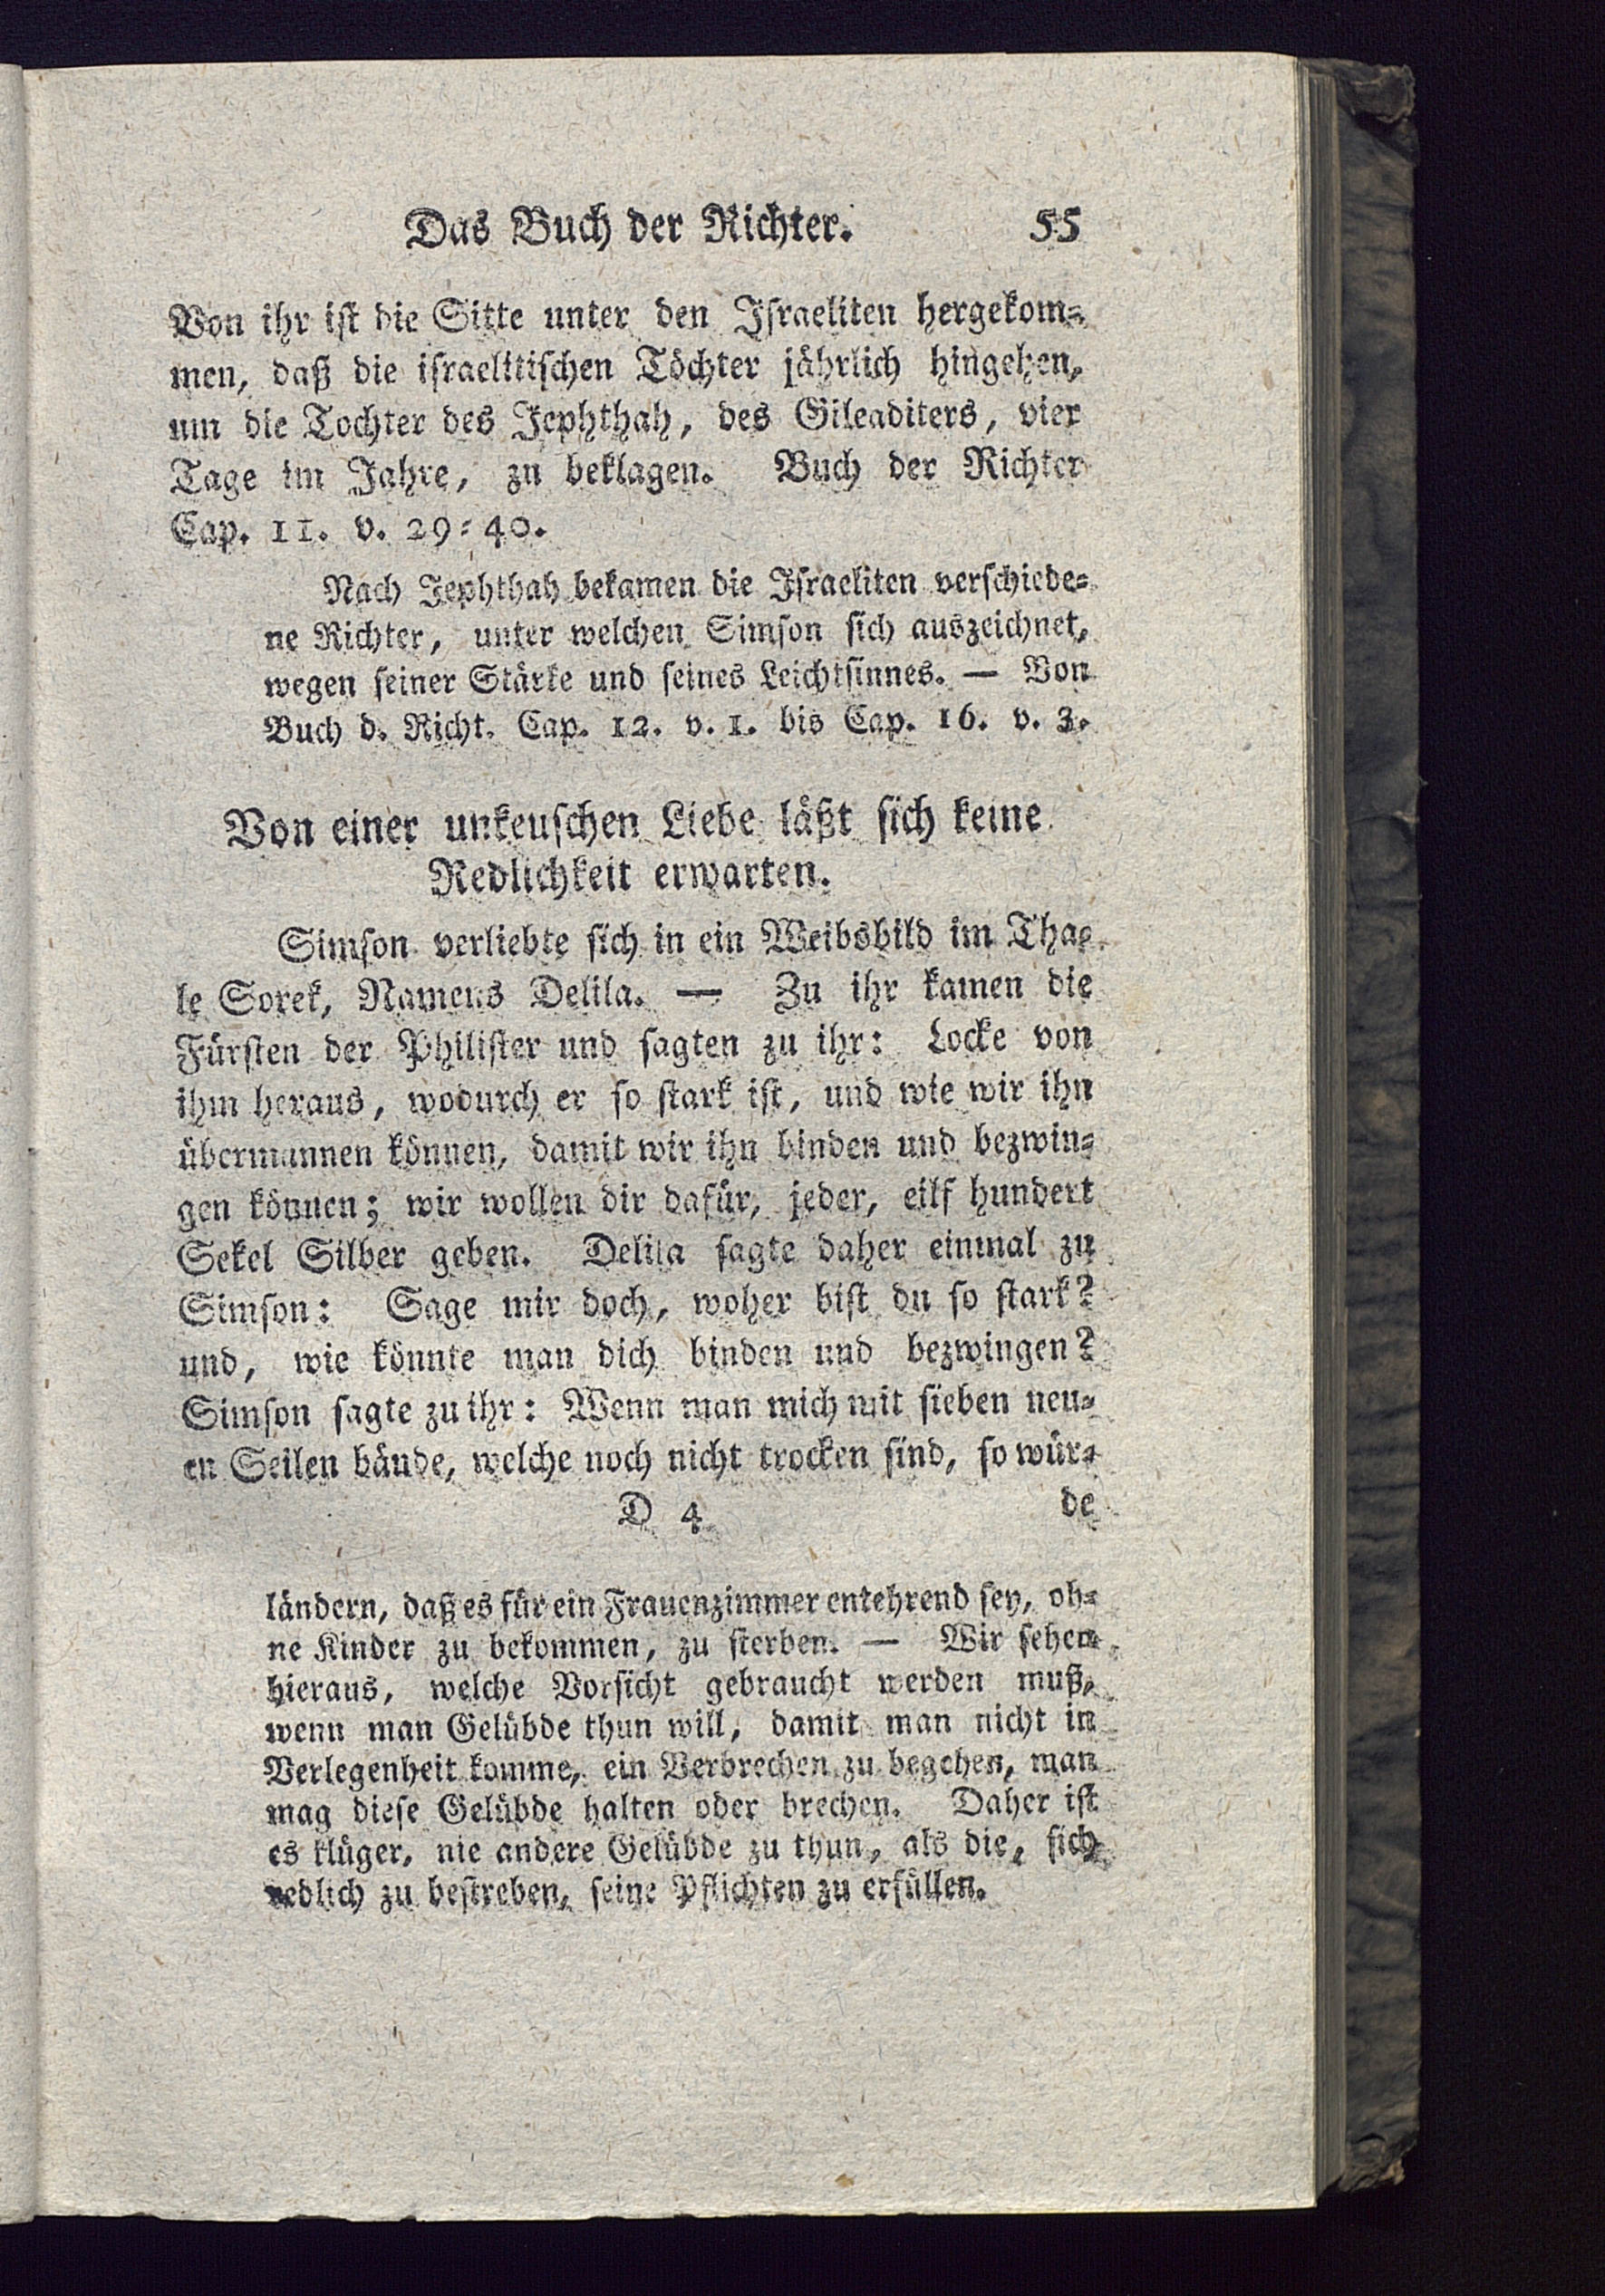 Das Buch der Richter. 55
Von ihr ist die Sitte unter den Israeliten hergekom=
men, daß die israelitischen Töchter jährlich hingehen,
um die Tochter des Jephthah, des Gileaditers, vier
Tage im Jahre, zu beklagen. Buch der Richter
Cap. 11. v. 29=40.
Nach Jephthah bekamen die Israeliten verschiede=
ne Richter, unter welchen Simson sich auszeichnet,
wegen seiner Stärke und seines Leichtsinnes. — Von
Buch d. Richt. Cap. 12. v. 1. bis Cap. 16. v. 3.
Von einer unkeuschen Liebe läßt sich keine
Redlichkeit erwarten.
Simson verliebte sich in ein Weibsbild im Tha=
le Sorek, Namens Delila. — Zu ihr kamen die
Fürsten der Philister und sagten zu ihr: Locke von
ihm heraus, wodurch er so stark ist, und wie wir ihn
übermannen können, damit wir ihn binden und bezwin=
gen können; wir wollen dir dafür, jeder, eilf hundert
Sekel Silber geben. Delila sagte daher einmal zu
Simson: Sage mir doch, woher bist du so stark?
und, wie könnte man dich binden und bezwingen?
Simson sagte zu ihr: Wenn man mich mit sieben neu=
en Seilen bände, welche noch nicht trocken sind, so wür=
D 4 de
ländern, daß es für ein Frauenzimmer entehrend sey, oh=
ne Kinder zu bekommen, zu sterben. — Wir sehen
hieraus, welche Vorsicht gebraucht werden muß,
wenn man Gelübde thun will, damit man nicht in
Verlegenheit komme, ein Verbrechen zu begehen, man
mag diese Gelübde halten oder brechen. Daher ist
es klüger, nie andere Gelübde zu thun, als die, sich
redlich zu bestreben, seine Pflichten zu erfüllen.